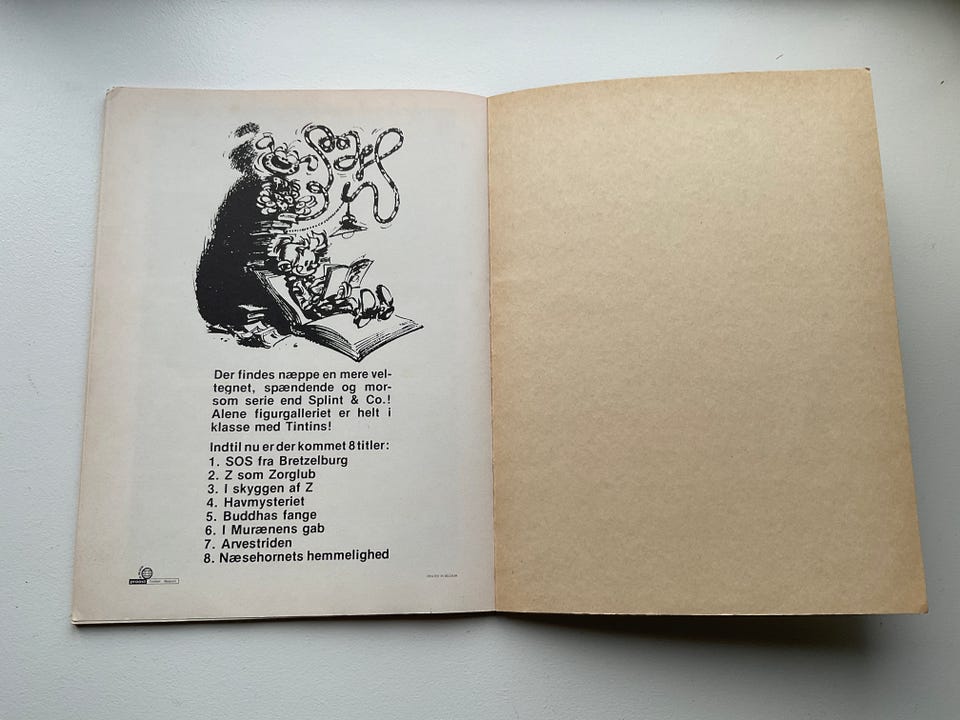 Der findes næppe en mere vel-
tegnet, spændende og mor-
som serie end Splint & Co.!
Alene figurgalleriet er helt i
klasse med Tintins!
Indtil nu er der kommet 8 titler:
1. SOS fra Bretzelburg
2. Z som Zorglub
3. I skyggen af Z
4. Havmysteriet
5. Buddhas fange
6. I Murænens gab
7. Arvestriden
8. Næsehornets hemmelighed
proost